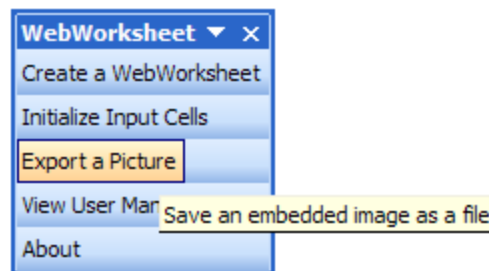 WebWorksheet
Create a WebWorksheet
Initialize Input Cells
Export a Picture
View User Man
Save an embedded image as a file
About